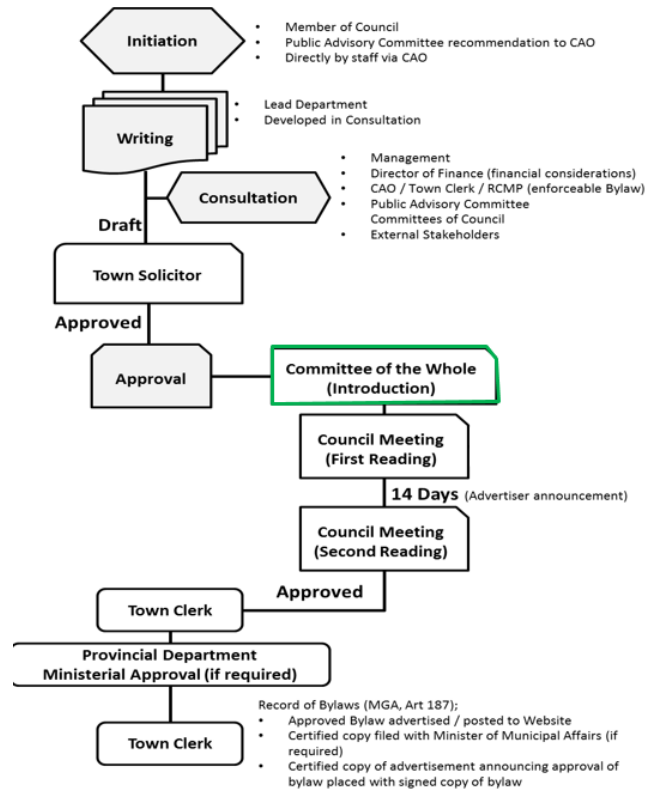 Initiation
• Member of Council
• Public Advisory Committee recommendation to CAO
• Directly by staff via CAO
Writing
• Lead Department
• Developed in Consultation
Consultation
• Management
• Director of Finance (financial considerations)
• CAO / Town Clerk / RCMP (enforceable Bylaw)
• Public Advisory Committee
Committees of Council
• External Stakeholders
Draft
Town Solicitor
Approved
Approval
Committee of the Whole
(Introduction)
Council Meeting
(First Reading)
14 Days (Advertiser announcement)
Council Meeting
(Second Reading)
Approved
Town Clerk
Provincial Department
Ministerial Approval (if required)
Town Clerk
Record of Bylaws (MGA, Art 187);
• Approved Bylaw advertised / posted to Website
• Certified copy filed with Minister of Municipal Affairs (if
required)
• Certified copy of advertisement announcing approval of
bylaw placed with signed copy of bylaw